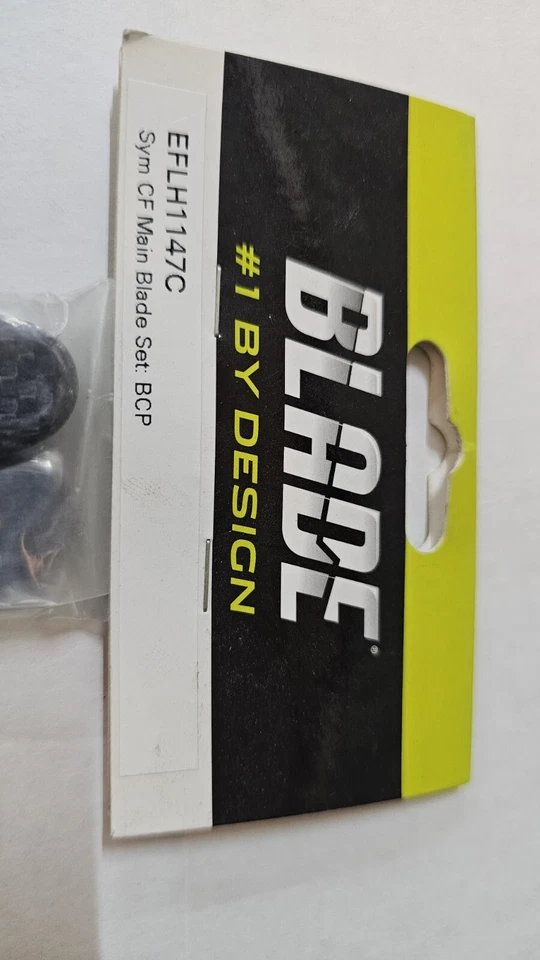 BLADE®
#1 BY DESIGN
EFLH1147C
Sym CF Main Blade Set: BCP